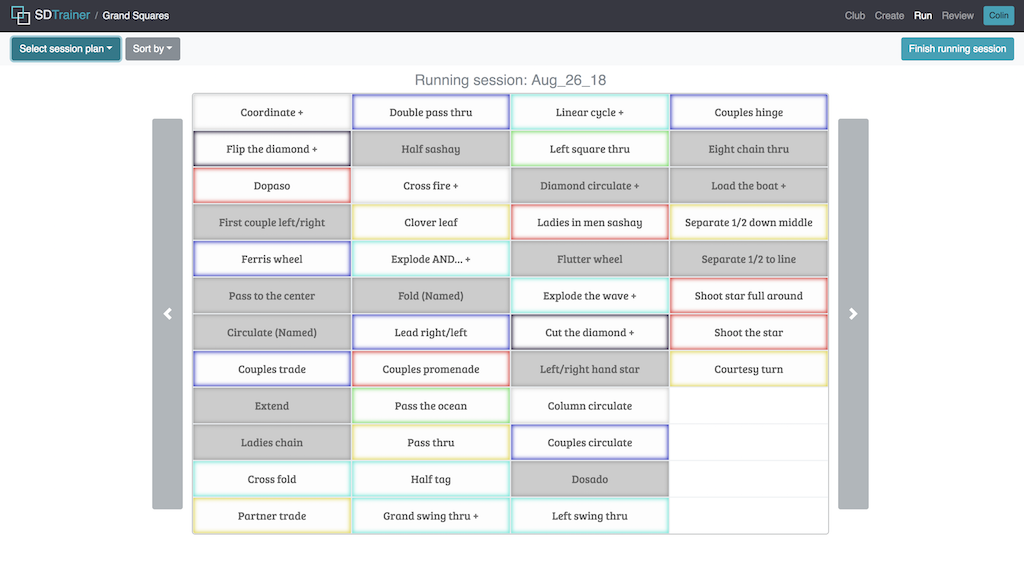 SDTrainer / Grand Squares Club Create Run Review Colin
Select session plan Sort by Finish running session
Running session: Aug_26_18
Coordinate + Double pass thru Linear cycle + Couples hinge
Flip the diamond + Half sashay Left square thru Eight chain thru
Dopaso Cross fire + Diamond circulate + Load the boat +
First couple left/right Clover leaf Ladies in men sashay Separate 1/2 down middle
Ferris wheel Explode AND... + Flutter wheel Separate 1/2 to line
Pass to the center Fold (Named) Explode the wave + Shoot star full around
Circulate (Named) Lead right/left Cut the diamond + Shoot the star
Couples trade Couples promenade Left/right hand star Courtesy turn
Extend Pass the ocean Column circulate
Ladies chain Pass thru Couples circulate
Cross fold Half tag Dosado
Partner trade Grand swing thru + Left swing thru